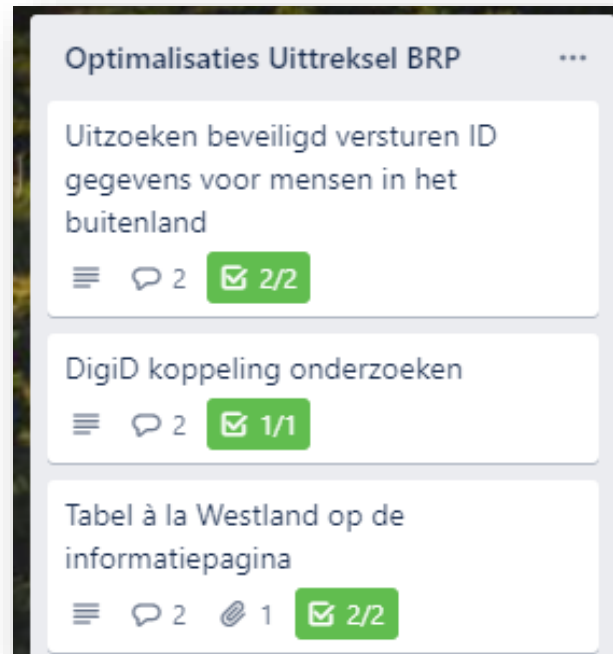 Optimalisaties Uittreksel BRP
Uitzoeken beveiligd versturen ID
gegevens voor mensen in het
buitenland
2 2/2
DigiD koppeling onderzoeken
2 1/1
Tabel à la Westland op de
informatiepagina
2 1 2/2